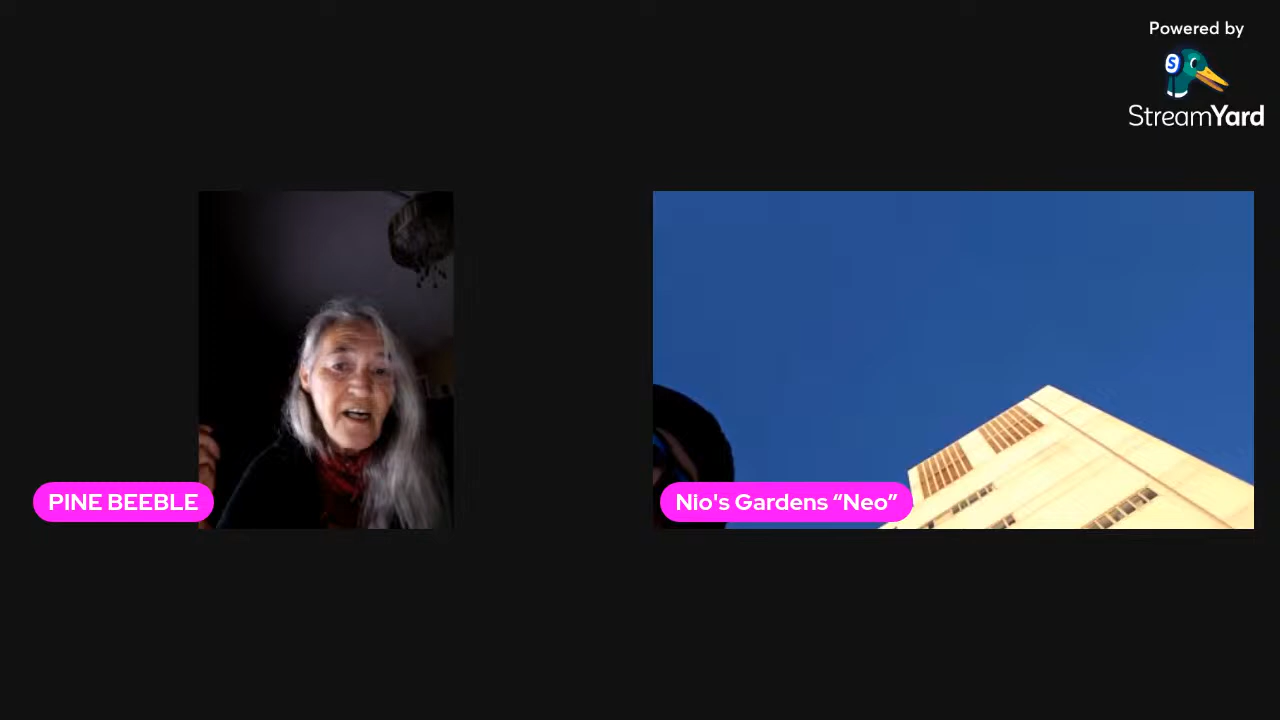 Powered by
S
StreamYard
PINE BEEBLE
Nio's Gardens “Neo”